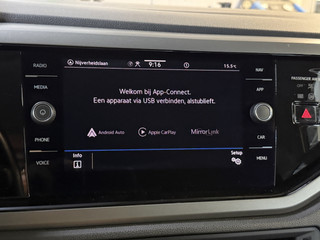 RADIO
MEDIA
PHONE
VOICE
Nijverheidslaan
9:16
15.5°C
Welkom bij App-Connect.
Een apparaat via USB verbinden, alstublieft.
Android Auto
Apple CarPlay
MirrorLink
Info
Setup
NAV
APP
CAR
MENU
PASSENGER